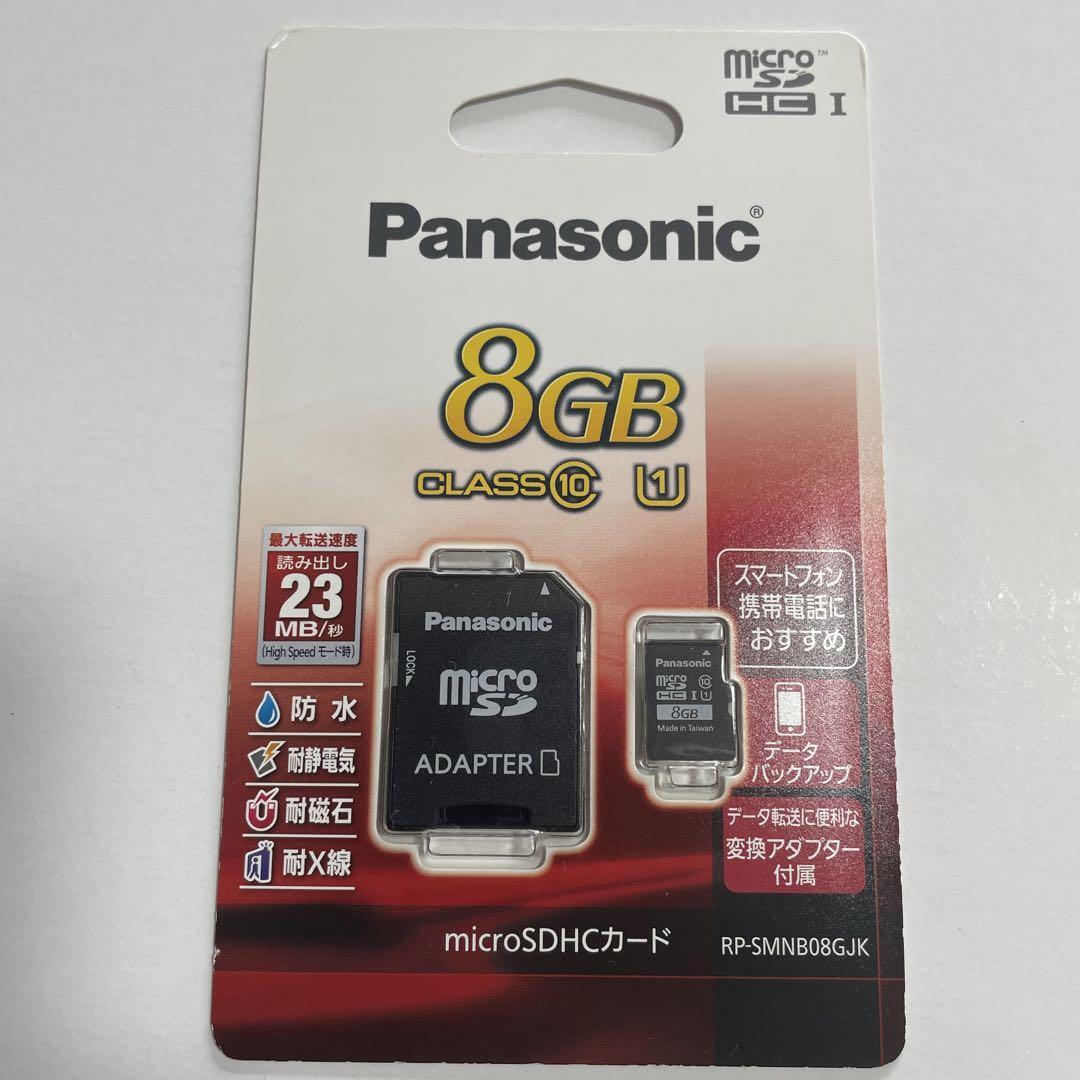 micro™
SD
HC I
Panasonic®
8GB
CLASS10 U1
最大転送速度
読み出し
23
MB/秒
(High Speed モード時)
防水
耐静電気
耐磁石
耐X線
LOCK
Panasonic
micro
SD
ADAPTER
Panasonic
micro
SD 10
HC I U1
8GB
Made in Taiwan
スマートフォン
携帯電話に
おすすめ
データ
バックアップ
データ転送に便利な
変換アダプター
付属
microSDHCカード
RP-SMNB08GJK